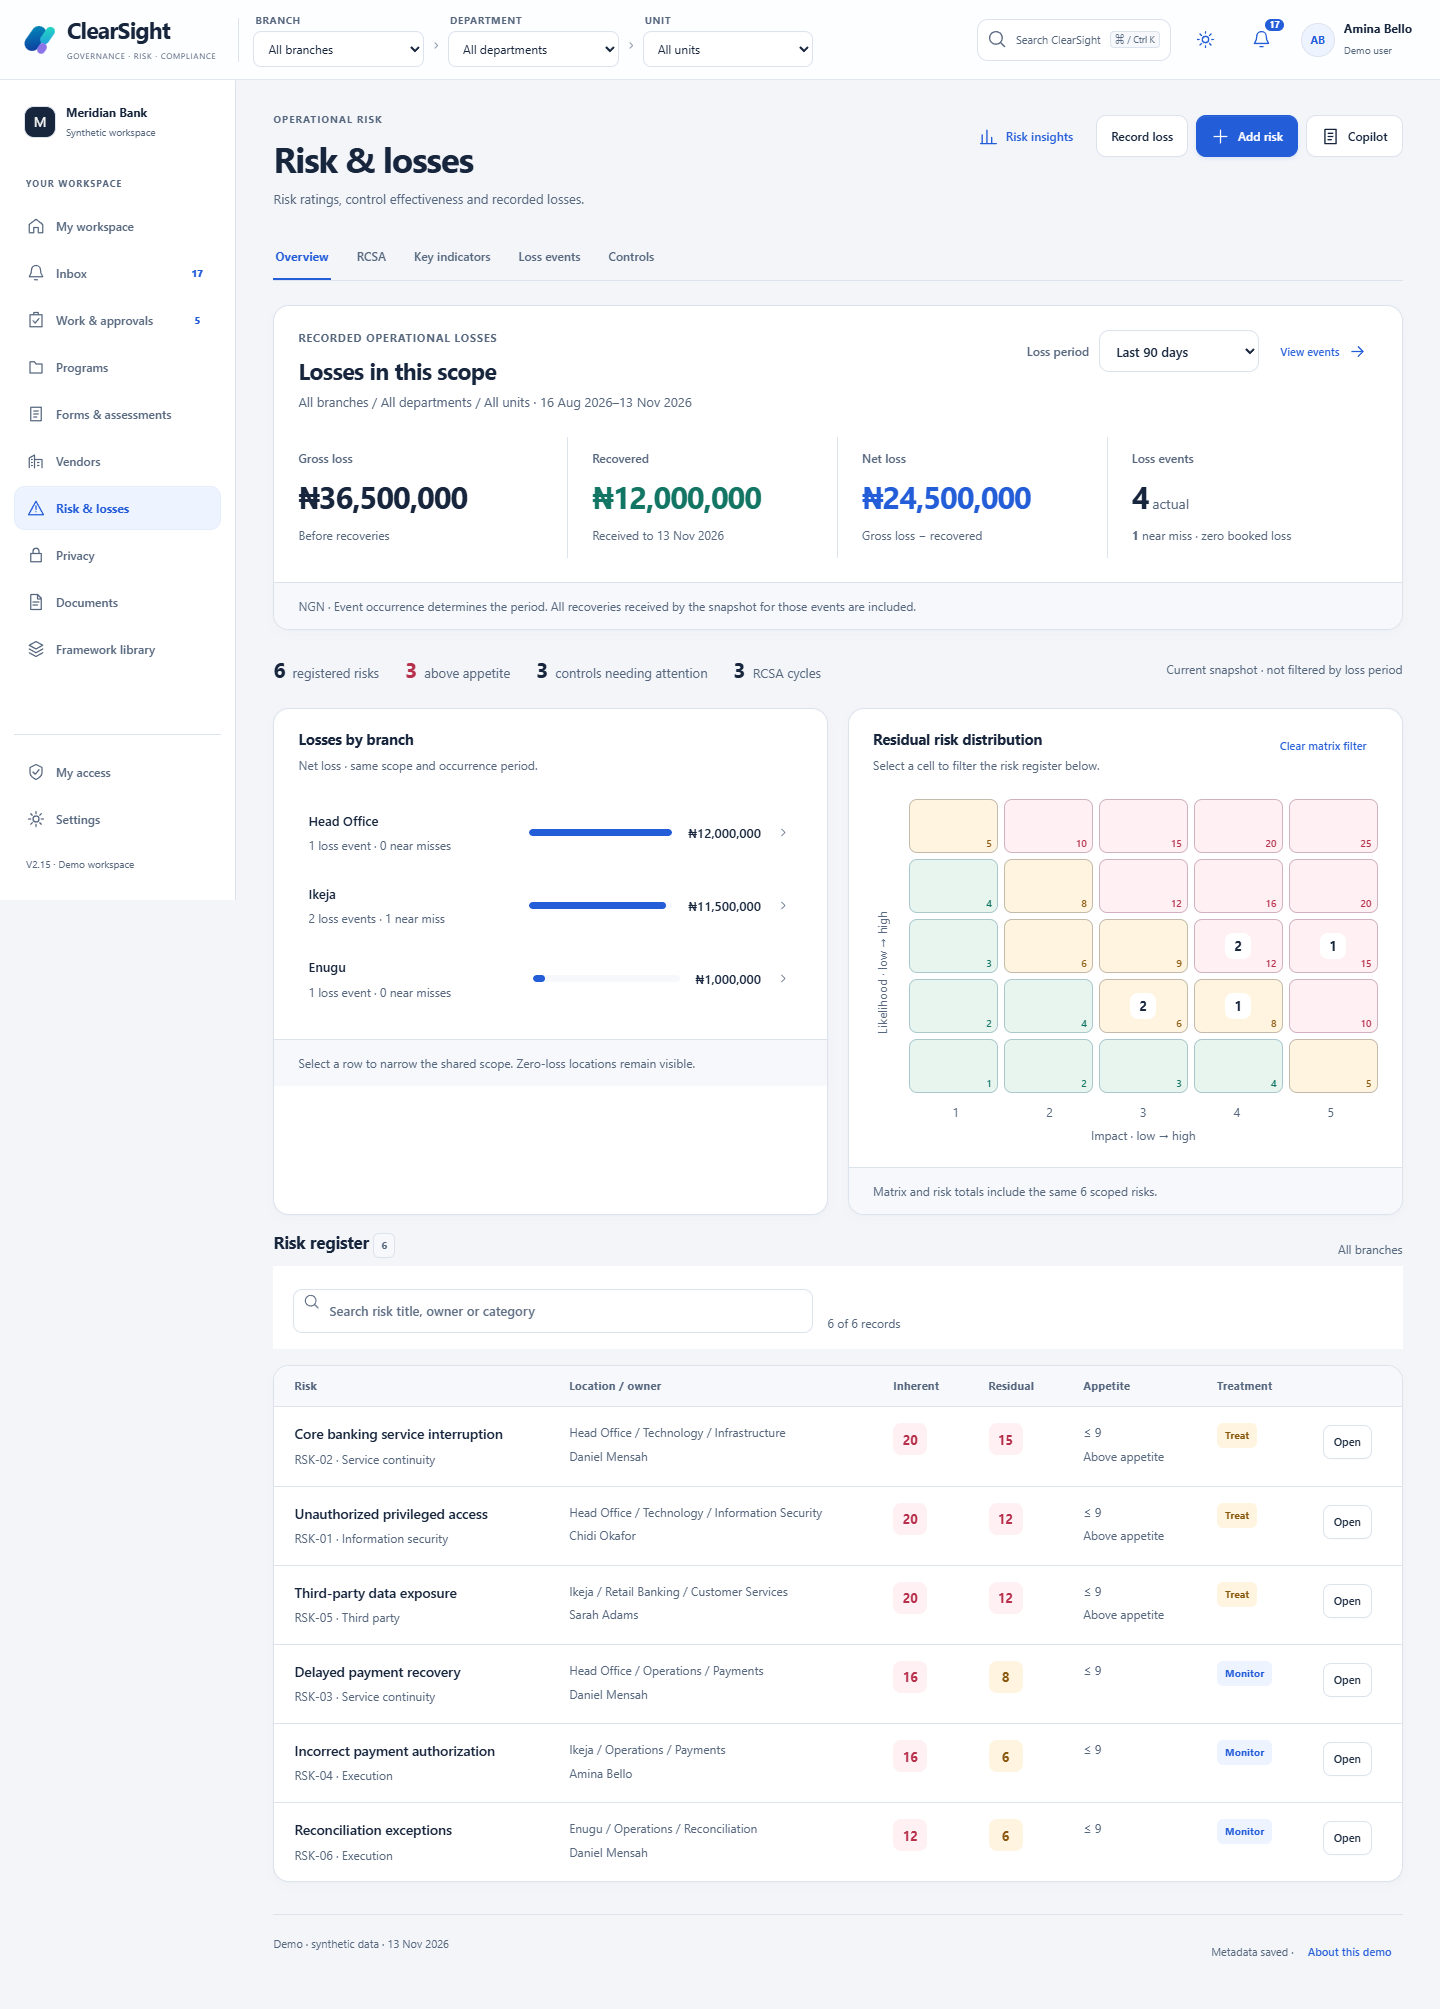 ClearSight
GOVERNANCE · RISK · COMPLIANCE
BRANCH
All branches
›
DEPARTMENT
All departments
›
UNIT
All units
Search ClearSight
⌘ / Ctrl K
17
AB
Amina Bello
Demo user
M
Meridian Bank
Synthetic workspace
YOUR WORKSPACE
My workspace
Inbox 17
Work & approvals 5
Programs
Forms & assessments
Vendors
Risk & losses
Privacy
Documents
Framework library
My access
Settings
V2.15 · Demo workspace
OPERATIONAL RISK
Risk & losses
Risk ratings, control effectiveness and recorded losses.
Risk insights
Record loss
Add risk
Copilot
Overview
RCSA
Key indicators
Loss events
Controls
RECORDED OPERATIONAL LOSSES
Losses in this scope
All branches / All departments / All units · 16 Aug 2026–13 Nov 2026
Loss period
Last 90 days
View events →
Gross loss
₦36,500,000
Before recoveries
Recovered
₦12,000,000
Received to 13 Nov 2026
Net loss
₦24,500,000
Gross loss − recovered
Loss events
4 actual
1 near miss · zero booked loss
NGN · Event occurrence determines the period. All recoveries received by the snapshot for those events are included.
6 registered risks
3 above appetite
3 controls needing attention
3 RCSA cycles
Current snapshot · not filtered by loss period
Losses by branch
Net loss · same scope and occurrence period.
Head Office
1 loss event · 0 near misses
₦12,000,000 ›
Ikeja
2 loss events · 1 near miss
₦11,500,000 ›
Enugu
1 loss event · 0 near misses
₦1,000,000 ›
Select a row to narrow the shared scope. Zero-loss locations remain visible.
Residual risk distribution
Select a cell to filter the risk register below.
Clear matrix filter
Likelihood · low → high
5 10 15 20 25
4 8 12 16 20
3 6 9 2 12 1 15
2 4 2 6 1 8 10
1 2 3 4 5
1 2 3 4 5
Impact · low → high
Matrix and risk totals include the same 6 scoped risks.
Risk register 6
All branches
Search risk title, owner or category
6 of 6 records
Risk Location / owner Inherent Residual Appetite Treatment
Core banking service interruption
RSK-02 · Service continuity
Head Office / Technology / Infrastructure
Daniel Mensah
20
15
≤ 9
Above appetite
Treat
Open
Unauthorized privileged access
RSK-01 · Information security
Head Office / Technology / Information Security
Chidi Okafor
20
12
≤ 9
Above appetite
Treat
Open
Third-party data exposure
RSK-05 · Third party
Ikeja / Retail Banking / Customer Services
Sarah Adams
20
12
≤ 9
Above appetite
Treat
Open
Delayed payment recovery
RSK-03 · Service continuity
Head Office / Operations / Payments
Daniel Mensah
16
8
≤ 9
Monitor
Open
Incorrect payment authorization
RSK-04 · Execution
Ikeja / Operations / Payments
Amina Bello
16
6
≤ 9
Monitor
Open
Reconciliation exceptions
RSK-06 · Execution
Enugu / Operations / Reconciliation
Daniel Mensah
12
6
≤ 9
Monitor
Open
Demo · synthetic data · 13 Nov 2026
Metadata saved ·
About this demo